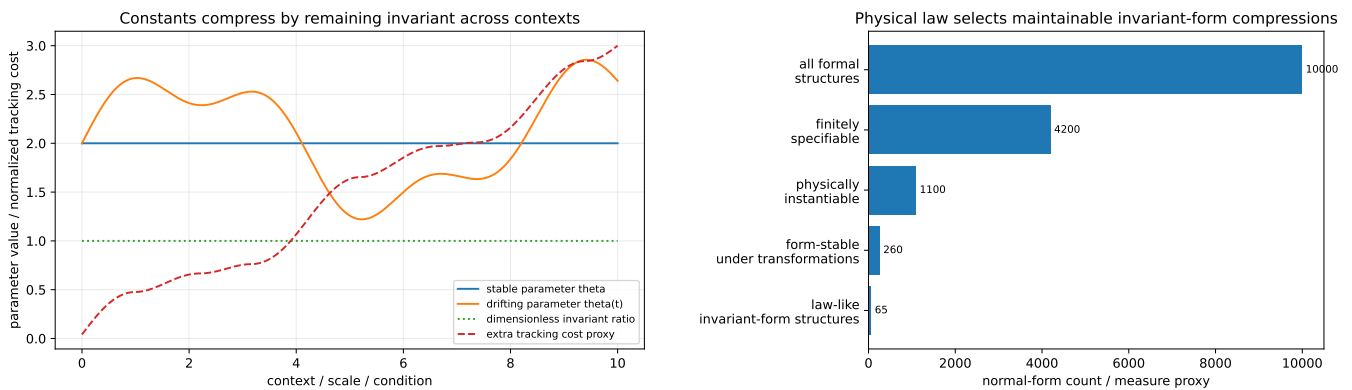 Constants compress by remaining invariant across contexts
parameter value / normalized tracking cost
3.0
2.5
2.0
1.5
1.0
0.5
0.0
0
2
4
6
8
10
context / scale / condition
stable parameter theta
drifting parameter theta(t)
dimensionless invariant ratio
extra tracking cost proxy
Physical law selects maintainable invariant-form compressions
all formal
structures
finitely
specifiable
physically
instantiable
form-stable
under transformations
law-like
invariant-form structures
10000
4200
1100
260
65
0
2000
4000
6000
8000
10000
normal-form count / measure proxy